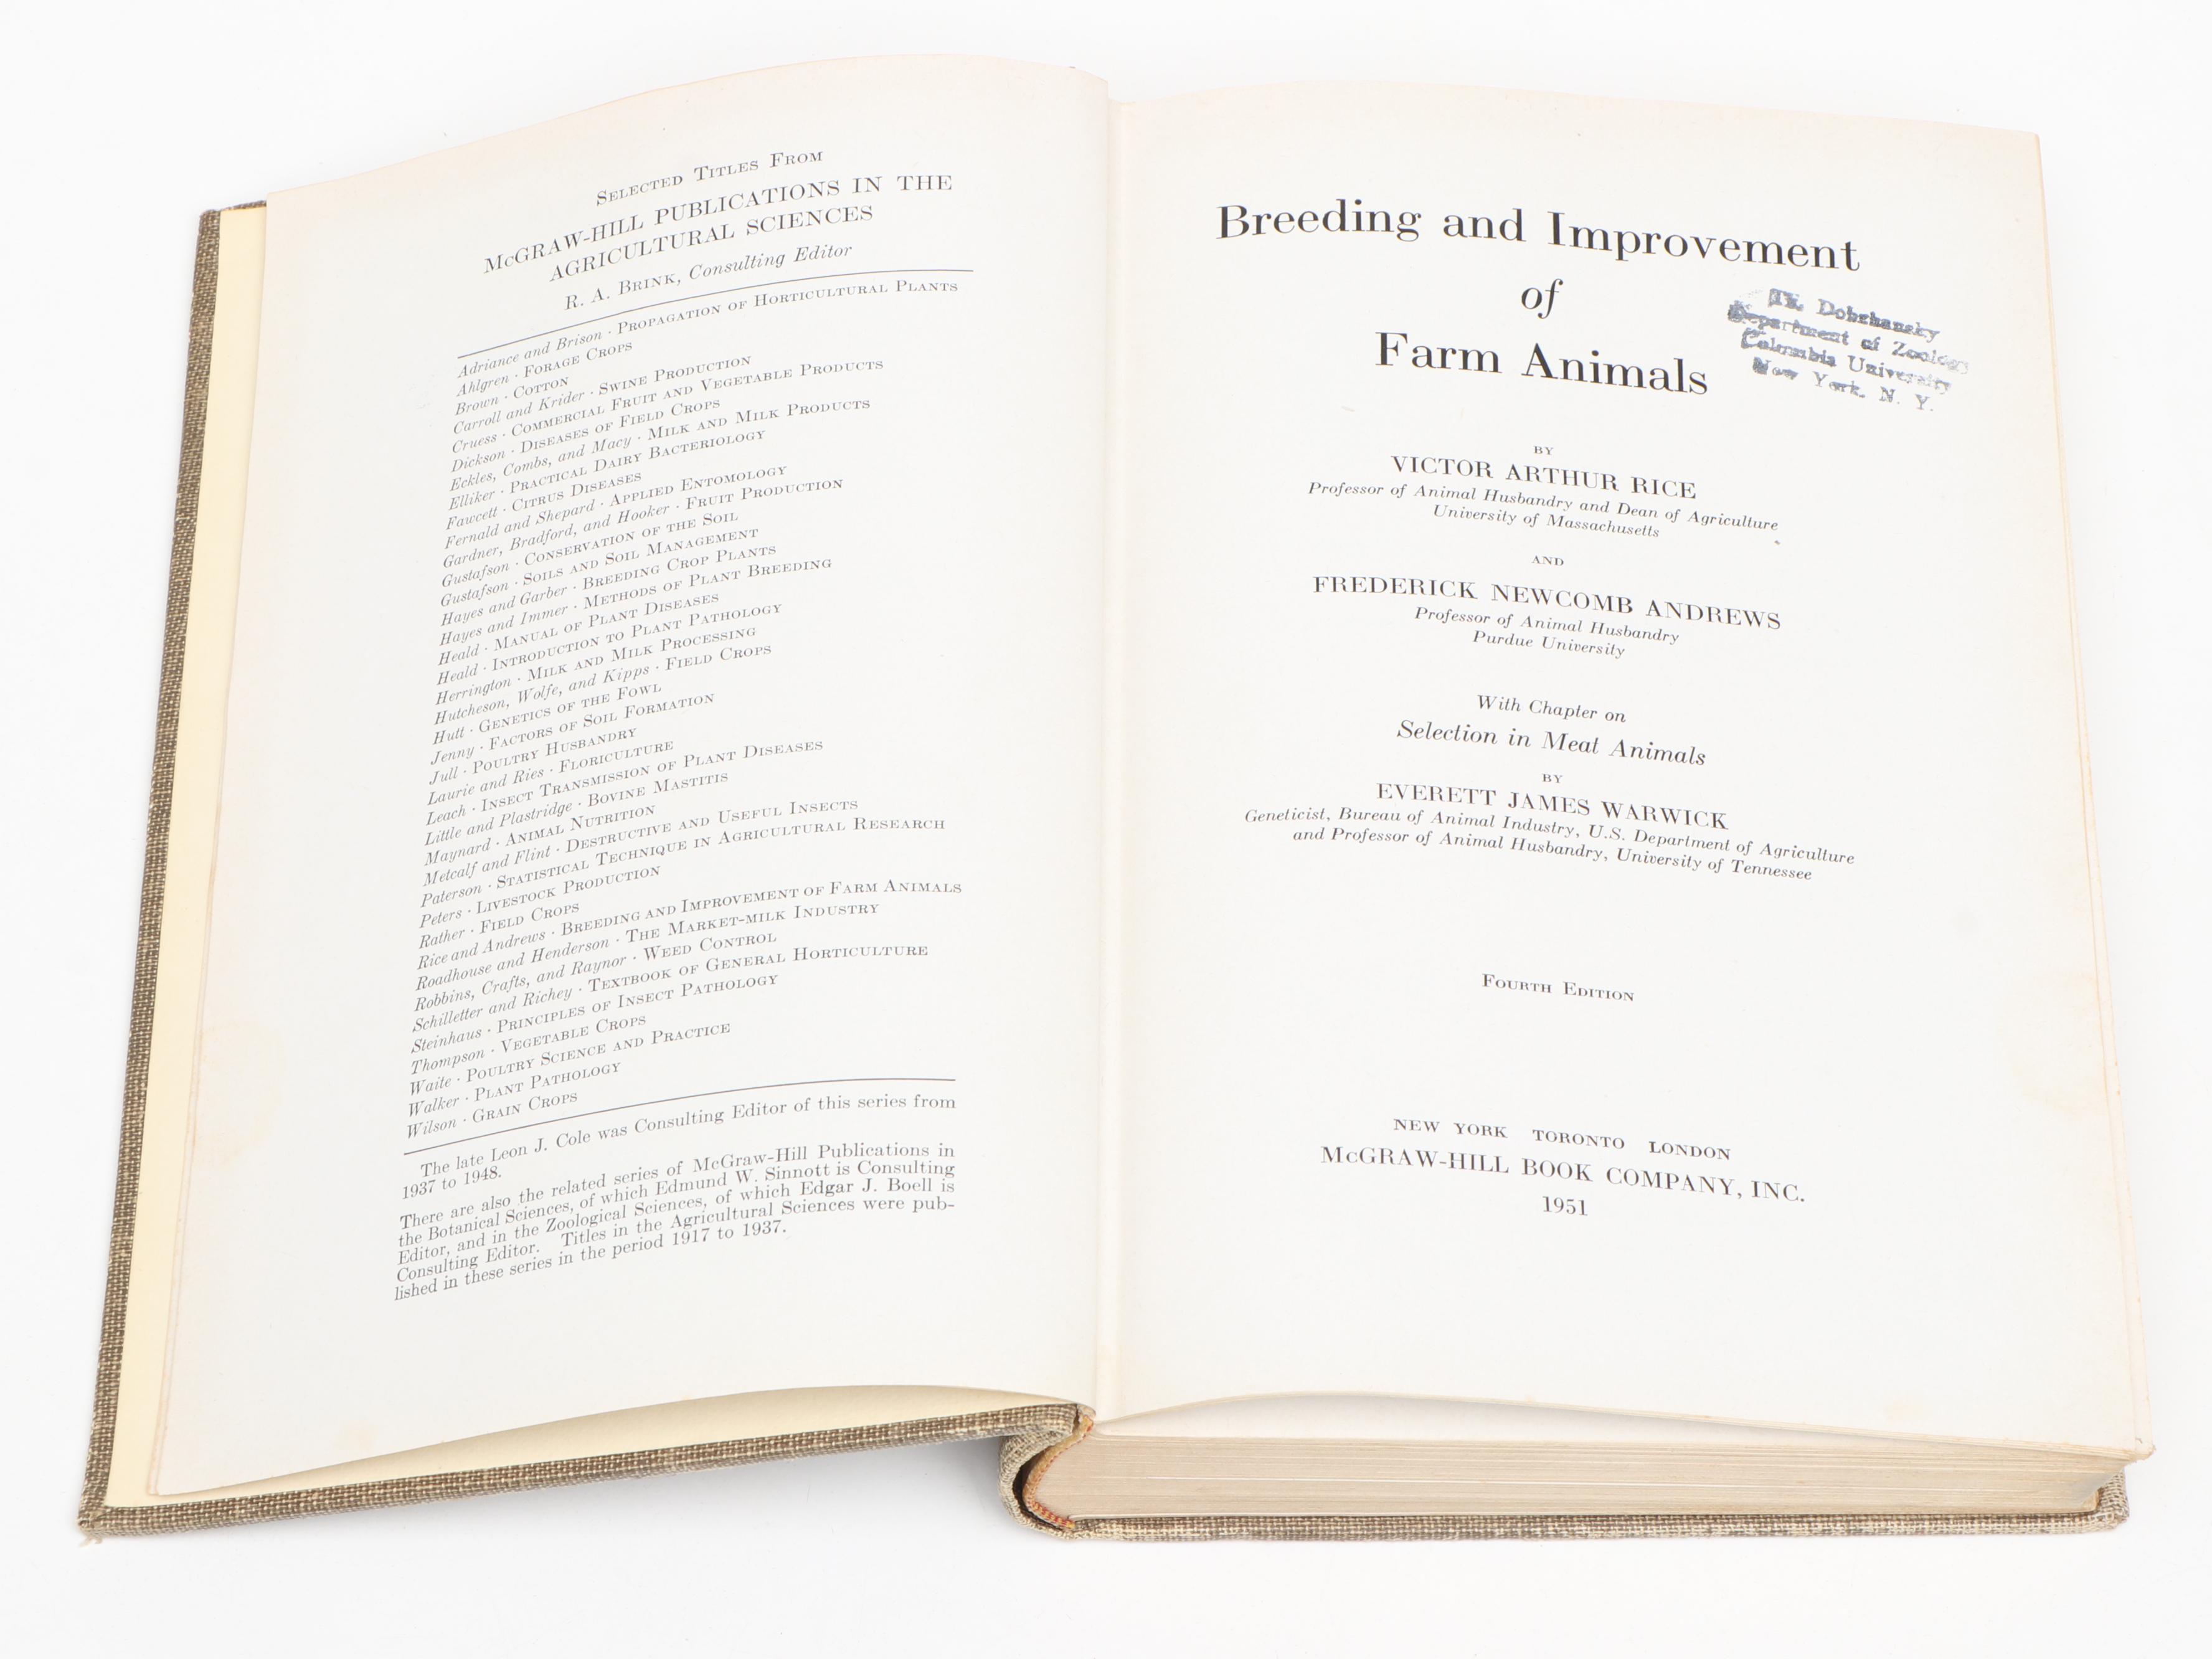 Selected Titles From
McGRAW-HILL PUBLICATIONS IN THE
AGRICULTURAL SCIENCES
R. A. Brink, Consulting Editor
Adriance and Brison · Propagation of Horticultural Plants
Ahlgren · Forage Crops
Brown · Cotton
Carroll and Krider · Swine Production
Cruess · Commercial Fruit and Vegetable Products
Dickson · Diseases of Field Crops
Eckles, Combs, and Macy · Milk and Milk Products
Elliker · Practical Dairy Bacteriology
Fawcett · Citrus Diseases
Fernald and Shepard · Applied Entomology
Gardner, Bradford, and Hooker · Fruit Production
Gustafson · Conservation of the Soil
Gustafson · Soils and Soil Management
Hayes and Garber · Breeding Crop Plants
Hayes and Immer · Methods of Plant Breeding
Heald · Manual of Plant Diseases
Heald · Introduction to Plant Pathology
Herrington · Milk and Milk Processing
Hutcheson, Wolfe, and Kipps · Field Crops
Hutt · Genetics of the Fowl
Jenny · Factors of Soil Formation
Jull · Poultry Husbandry
Laurie and Ries · Floriculture
Leach · Insect Transmission of Plant Diseases
Little and Plastridge · Bovine Mastitis
Maynard · Animal Nutrition
Metcalf and Flint · Destructive and Useful Insects
Paterson · Statistical Technique in Agricultural Research
Peters · Livestock Production
Rather · Field Crops
Rice and Andrews · Breeding and Improvement of Farm Animals
Roadhouse and Henderson · The Market-milk Industry
Robbins, Crafts, and Raynor · Weed Control
Schilletter and Richey · Textbook of General Horticulture
Steinhaus · Principles of Insect Pathology
Thompson · Vegetable Crops
Waite · Poultry Science and Practice
Walker · Plant Pathology
Wilson · Grain Crops
The late Leon J. Cole was Consulting Editor of this series from
1937 to 1948.
There are also the related series of McGraw-Hill Publications in
the Botanical Sciences, of which Edmund W. Sinnott is Consulting
Editor, and in the Zoological Sciences, of which Edgar J. Boell is
Consulting Editor. Titles in the Agricultural Sciences were pub-
lished in these series in the period 1917 to 1937.
Breeding and Improvement
of
Farm Animals
Th. Dobzhansky
Department of Zoology
Columbia University
New York, N. Y.
BY
VICTOR ARTHUR RICE
Professor of Animal Husbandry and Dean of Agriculture
University of Massachusetts
AND
FREDERICK NEWCOMB ANDREWS
Professor of Animal Husbandry
Purdue University
With Chapter on
Selection in Meat Animals
BY
EVERETT JAMES WARWICK
Geneticist, Bureau of Animal Industry, U.S. Department of Agriculture
and Professor of Animal Husbandry, University of Tennessee
Fourth Edition
NEW YORK TORONTO LONDON
McGRAW-HILL BOOK COMPANY, INC.
1951